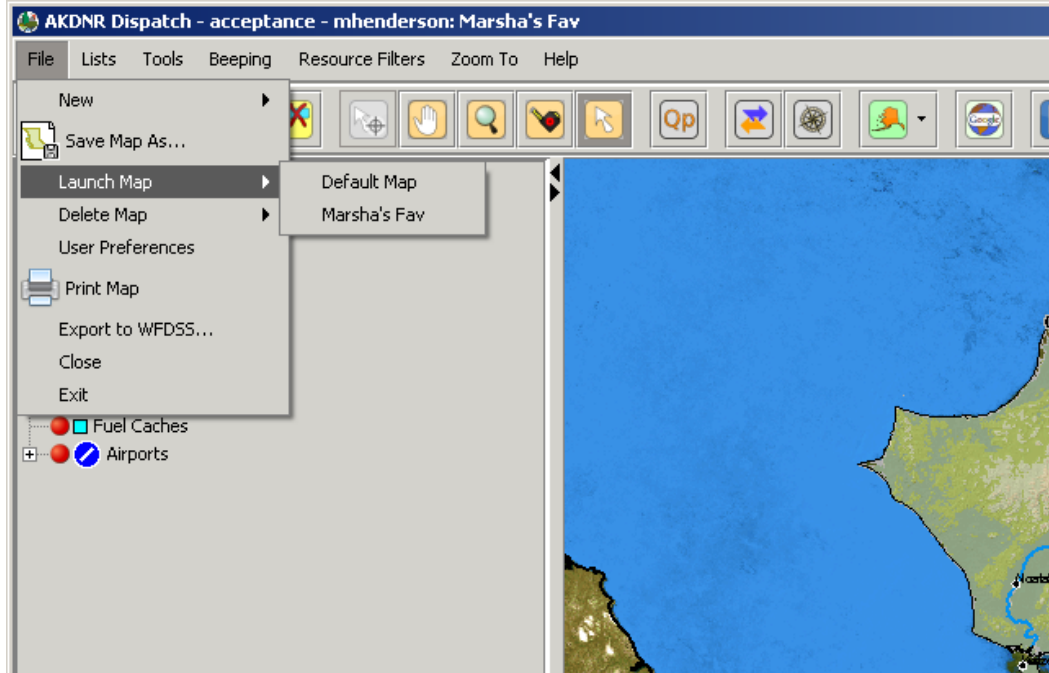 AKDNR Dispatch - acceptance - mhenderson: Marsha's Fav
File Lists Tools Beeping Resource Filters Zoom To Help
New
Save Map As...
Launch Map
Default Map
Delete Map
Marsha's Fav
User Preferences
Print Map
Export to WFDSS...
Close
Exit
Qp
Google
Fuel Caches
Airports